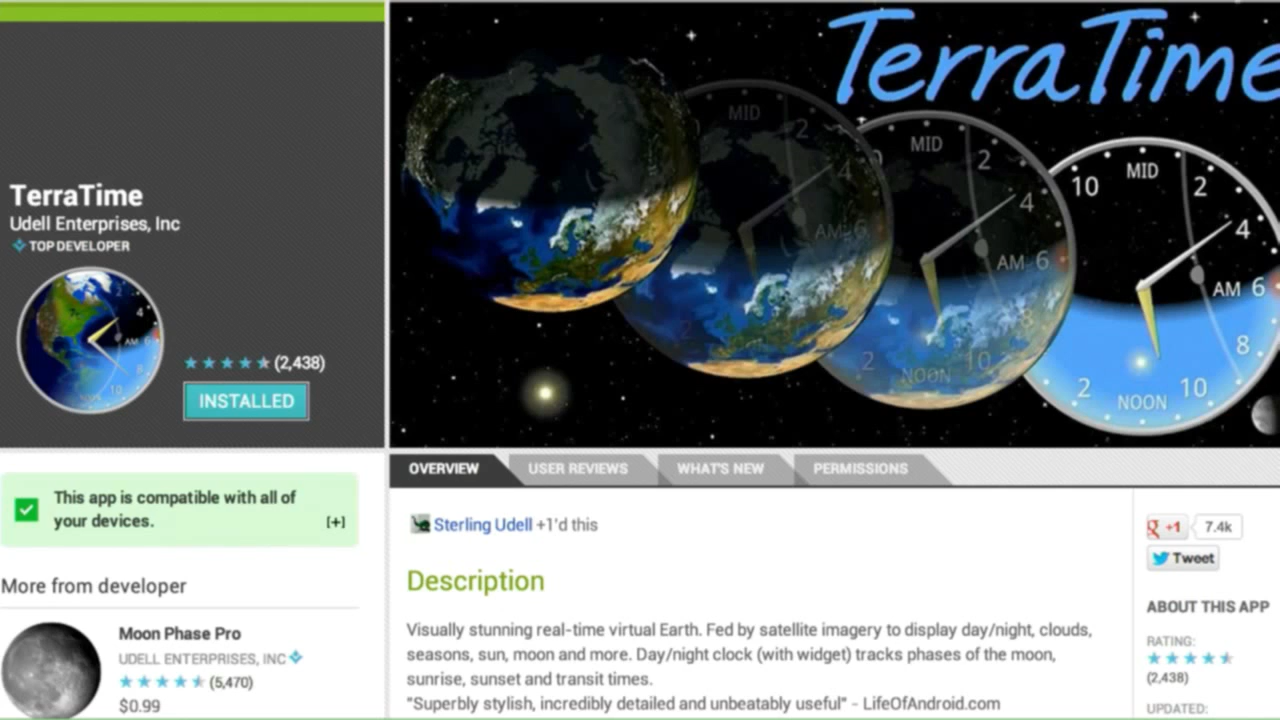 TerraTime
Udell Enterprises, Inc
TOP DEVELOPER
4
AM 6
8
10
NOON
(2,438)
INSTALLED
This app is compatible with all of
your devices.
[+]
More from developer
Moon Phase Pro
UDELL ENTERPRISES, INC
(5,470)
$0.99
TerraTime
MID
2
4
AM 6
2
NOON
MID
2
4
AM 6
8
2
NOON
10
10
MID
2
4
AM 6
8
2
NOON
10
OVERVIEW
USER REVIEWS
WHAT'S NEW
PERMISSIONS
Sterling Udell +1'd this
Description
Visually stunning real-time virtual Earth. Fed by satellite imagery to display day/night, clouds,
seasons, sun, moon and more. Day/night clock (with widget) tracks phases of the moon,
sunrise, sunset and transit times.
"Superbly stylish, incredibly detailed and unbeatably useful" - LifeOfAndroid.com
+1
7.4k
Tweet
ABOUT THIS APP
RATING:
(2,438)
UPDATED: